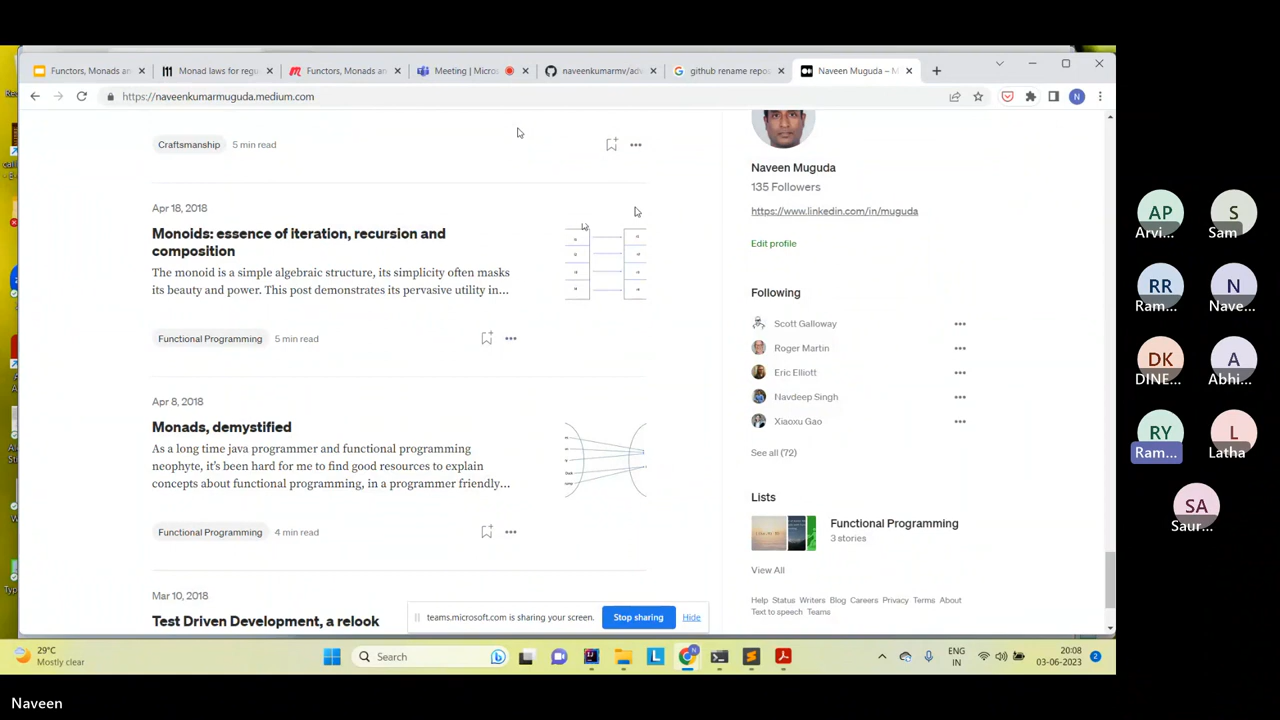 Functors, Monads an
Monad laws for regu
Functors, Monads an
Meeting | Micros
naveenkumarmv/adv
github rename repos
Naveen Muguda – M
https://naveenkumarmuguda.medium.com
N
Craftsmanship
5 min read
Apr 18, 2018
Monoids: essence of iteration, recursion and
composition
The monoid is a simple algebraic structure, its simplicity often masks
its beauty and power. This post demonstrates its pervasive utility in...
Functional Programming
5 min read
Apr 8, 2018
Monads, demystified
As a long time java programmer and functional programming
neophyte, it's been hard for me to find good resources to explain
concepts about functional programming, in a programmer friendly...
Functional Programming
4 min read
Mar 10, 2018
Test Driven Development, a relook
Naveen Muguda
135 Followers
https://www.linkedin.com/in/muguda
Edit profile
Following
Scott Galloway
Roger Martin
Eric Elliott
Navdeep Singh
Xiaoxu Gao
See all (72)
Lists
Functional Programming
3 stories
View All
Help Status Writers Blog Careers Privacy Terms About
Text to speech Teams
teams.microsoft.com is sharing your screen.
Stop sharing
Hide
29°C
Mostly clear
Search
ENG
IN
20:08
03-06-2023
2
AP
Arvi...
S
Sam
RR
Ram...
N
Nave...
DK
DINE...
A
Abhi...
RY
Ram...
L
Latha
SA
Saur...
Naveen